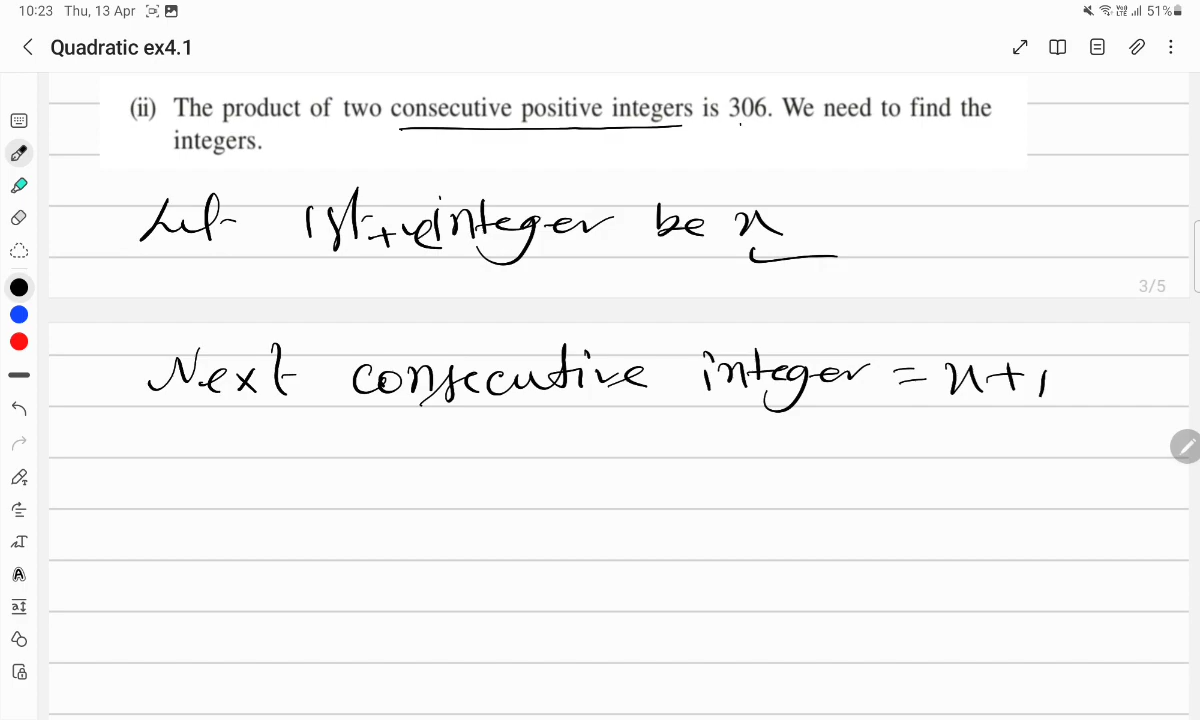 10:23 Thu, 13 Apr 51%
Quadratic ex4.1
(ii) The product of two consecutive positive integers is 306. We need to find the
integers.
Let 1st +ve integer be x
3/5
Next consecutive integer = x+1